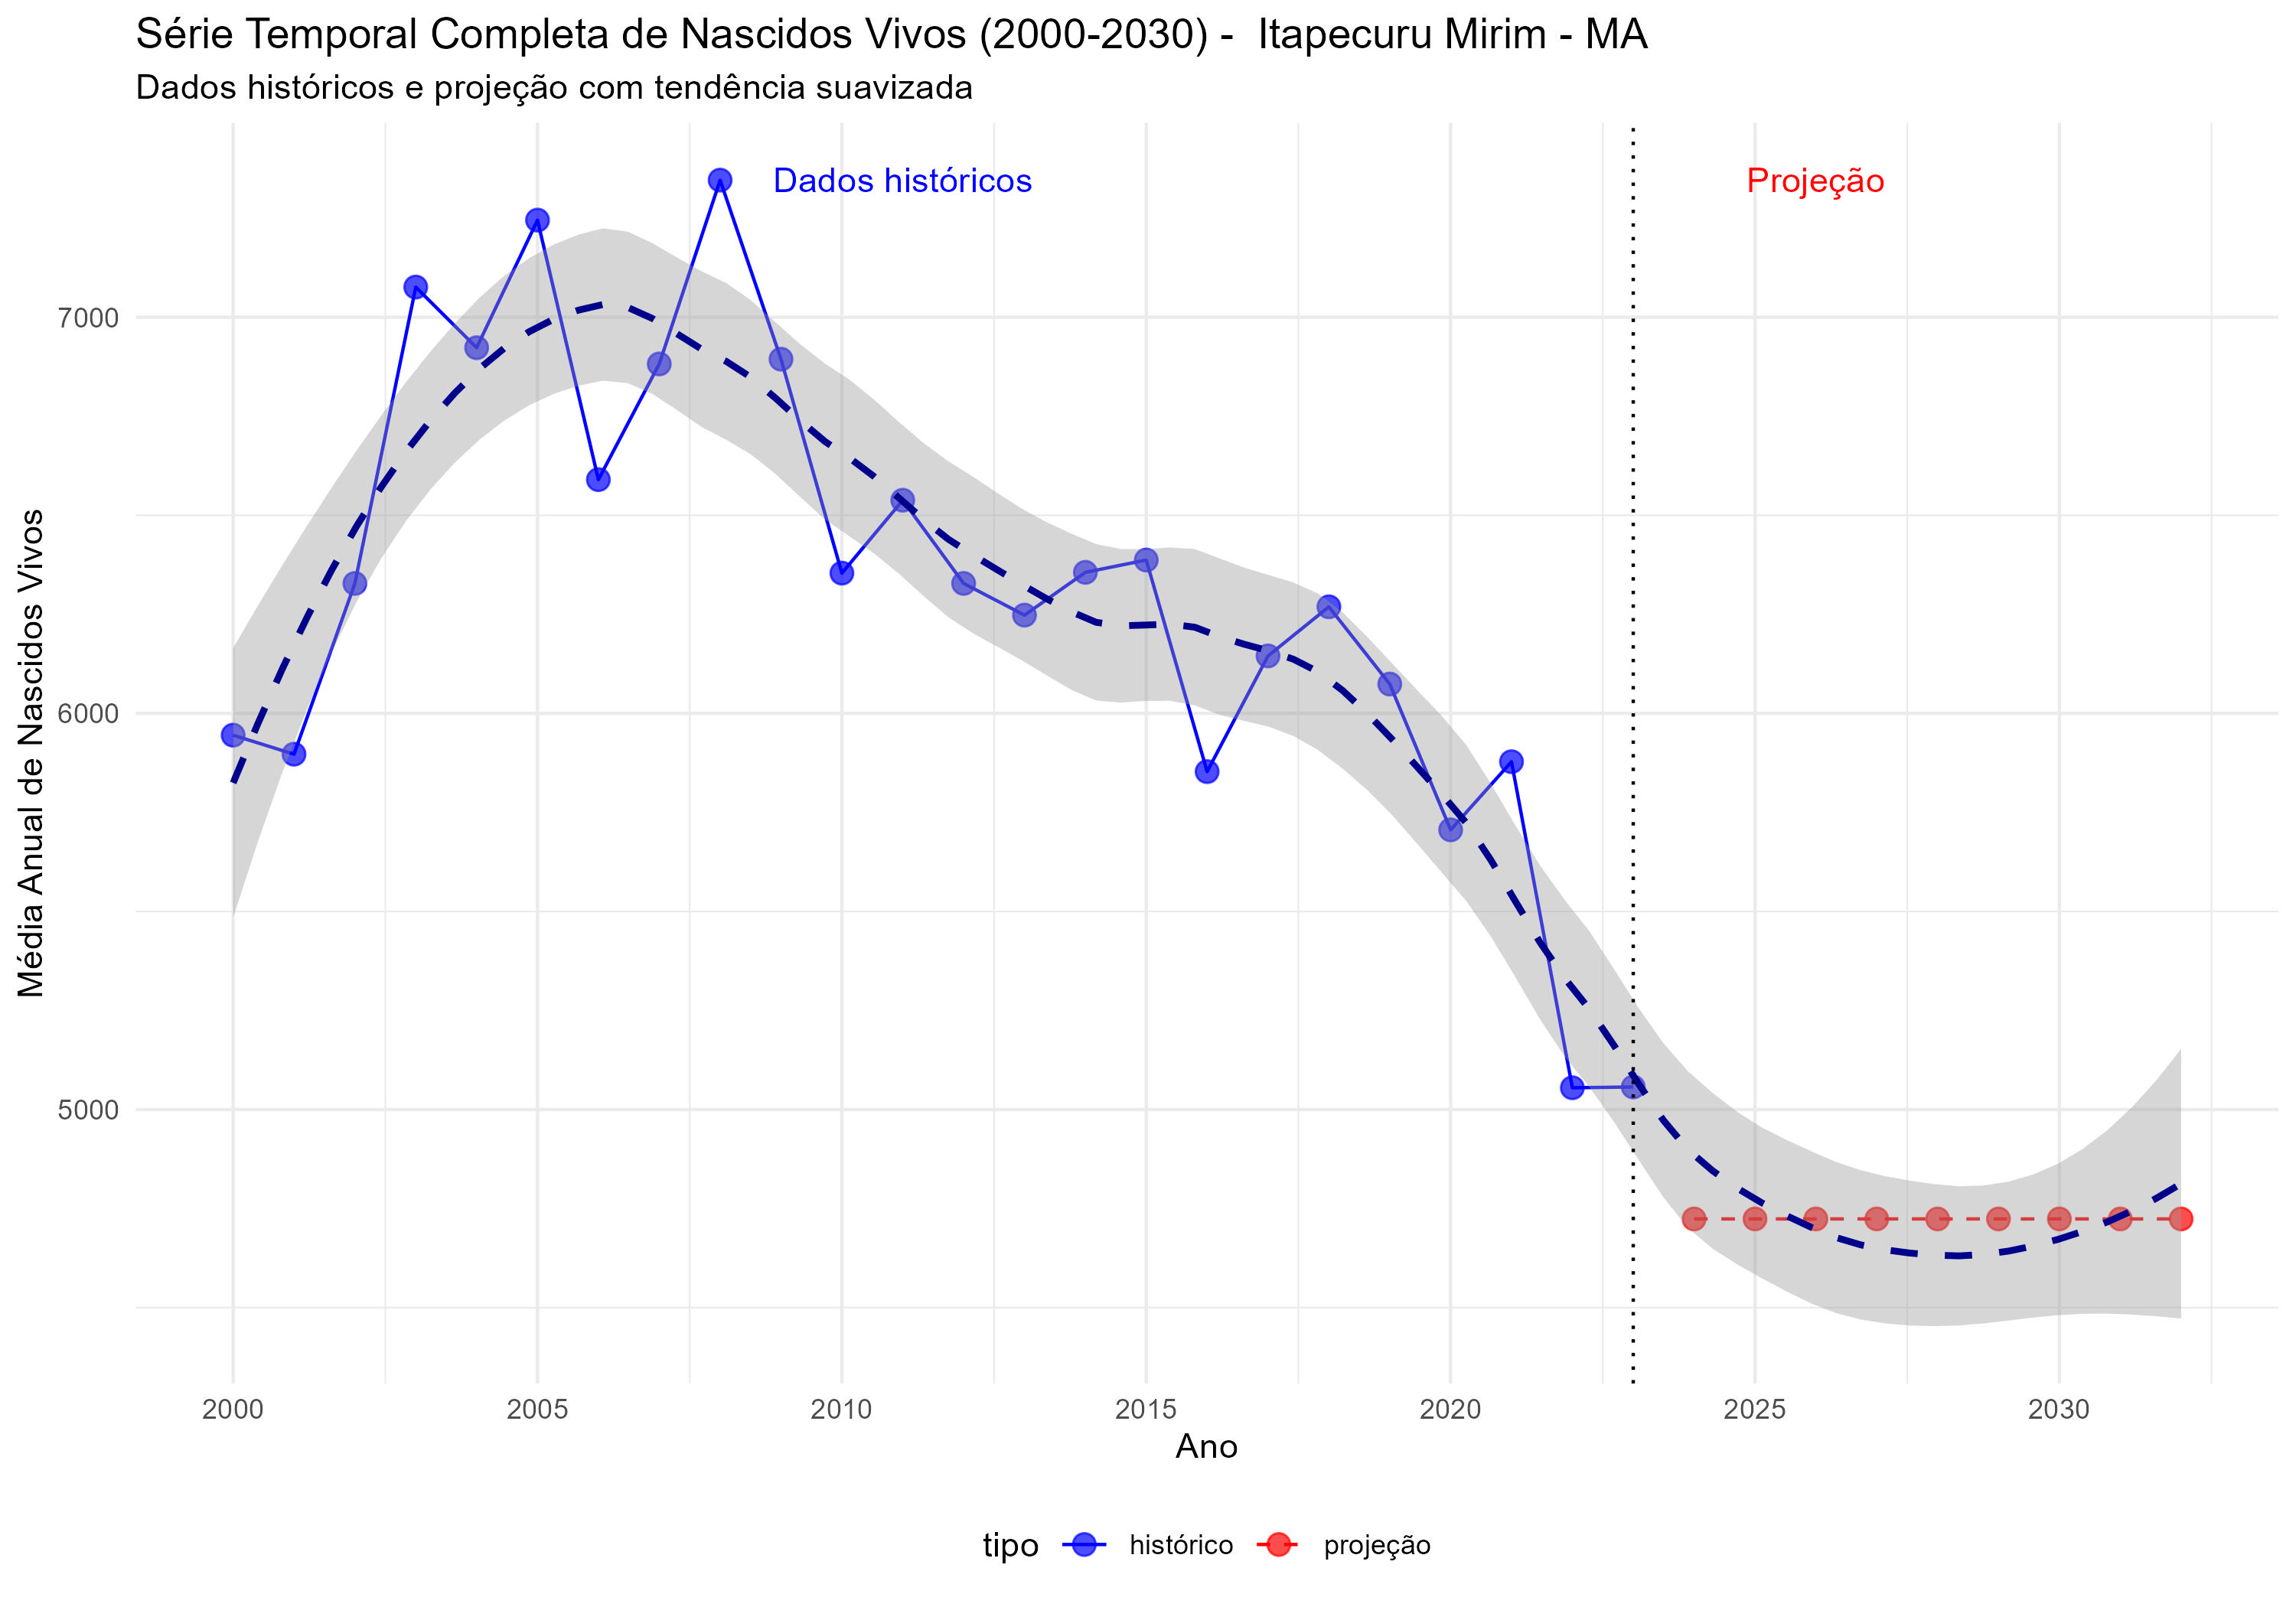 Série Temporal Completa de Nascidos Vivos (2000-2030) -  Itapecuru Mirim - MA
Dados históricos e projeção com tendência suavizada
Dados históricos
Projeção
Média Anual de Nascidos Vivos
7000
6000
5000
2000
2005
2010
2015
2020
2025
2030
Ano
tipo
histórico
projeção